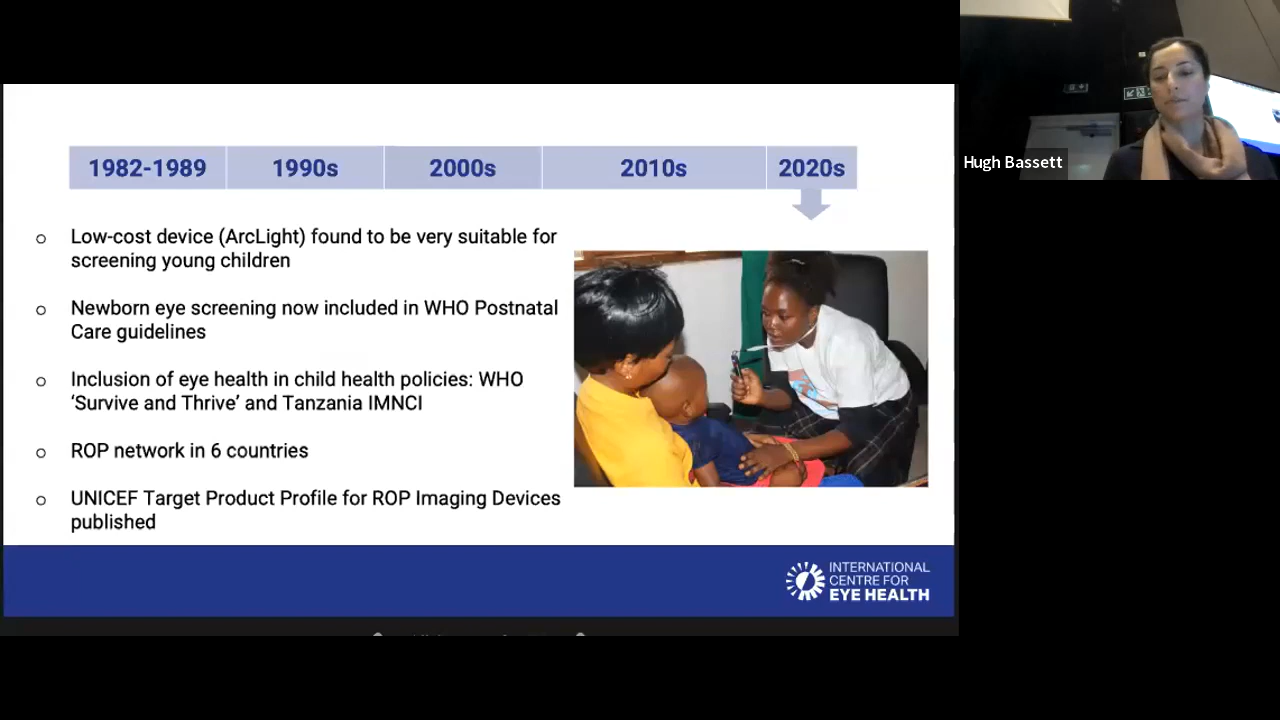 1982-1989 1990s 2000s 2010s 2020s
Low-cost device (ArcLight) found to be very suitable for
screening young children
Newborn eye screening now included in WHO Postnatal
Care guidelines
Inclusion of eye health in child health policies: WHO
‘Survive and Thrive’ and Tanzania IMNCI
ROP network in 6 countries
UNICEF Target Product Profile for ROP Imaging Devices
published
INTERNATIONAL
CENTRE FOR
EYE HEALTH
Hugh Bassett